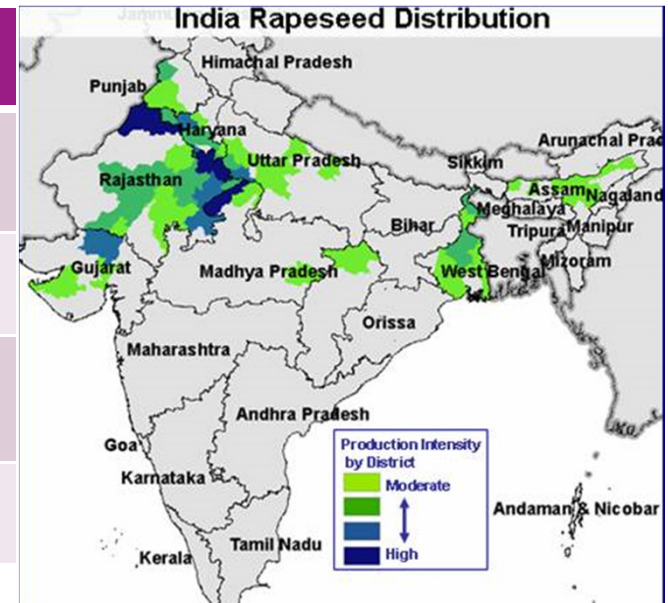 India Rapeseed Distribution
Himachal Pradesh
Punjab
Haryana
Arunachal Prad
Uttar Pradesh
Sikkim
Rajasthan
Assam
Nagaland
Meghalaya
Bihar
Tripura
Manipur
Gujarat
Madhya Pradesh
West Bengal
Mizoram
Orissa
Maharashtra
Andhra Pradesh
Goa
Karnataka
Production Intensity
by District
Moderate
High
Andaman & Nicobar
Kerala
Tamil Nadu